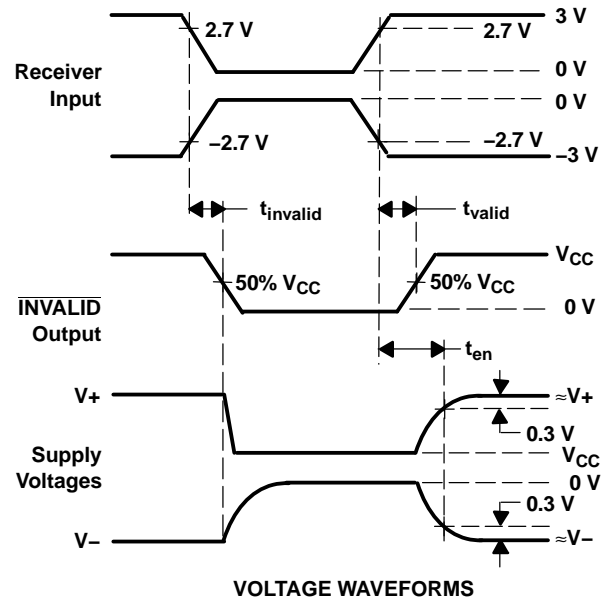 2.7 V
2.7 V
3 V
Receiver
Input
0 V
0 V
−2.7 V
−2.7 V
−3 V
tinvalid
tvalid
50% VCC
50% VCC
VCC
INVALID
Output
0 V
ten
V+
≈V+
0.3 V
Supply
Voltages
VCC
0 V
0.3 V
V−
≈V−
VOLTAGE WAVEFORMS